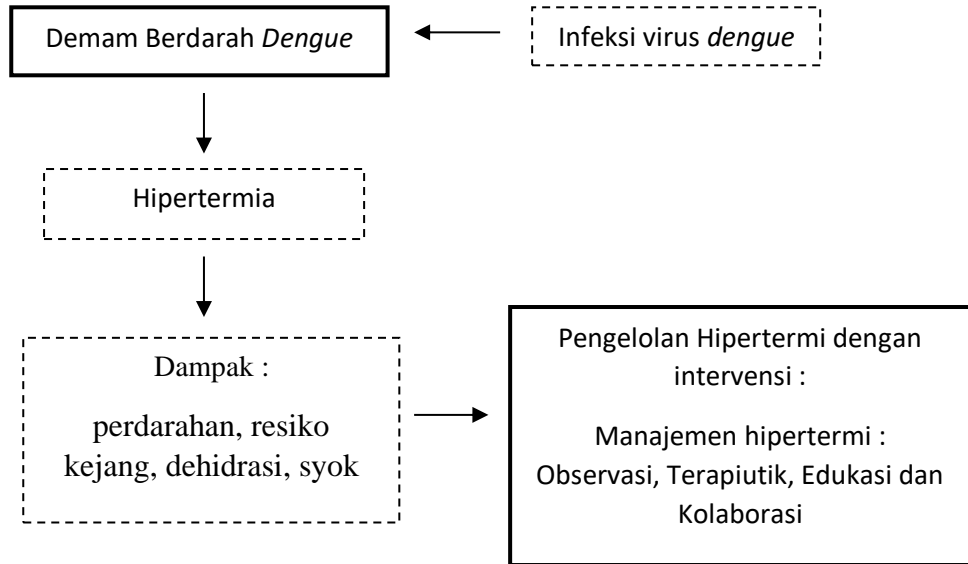 Demam Berdarah Dengue
Infeksi virus dengue
Hipertermia
Dampak :
perdarahan, resiko
kejang, dehidrasi, syok
Pengelolan Hipertermi dengan
intervensi :
Manajemen hipertermi :
Observasi, Terapiutik, Edukasi dan
Kolaborasi